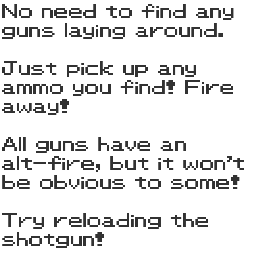 No need to find any
guns laying around.

Just pick up any
ammo you find! Fire
away!

All guns have an
alt-fire, but it won't
be obvious to some!

Try reloading the
shotgun!